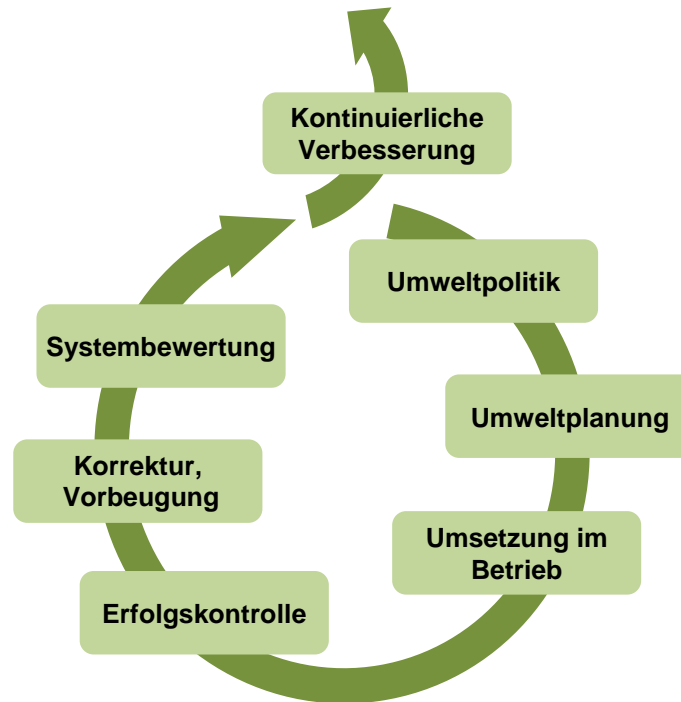 Kontinuierliche
Verbesserung
Umweltpolitik
Umweltplanung
Umsetzung im
Betrieb
Erfolgskontrolle
Korrektur,
Vorbeugung
Systembewertung